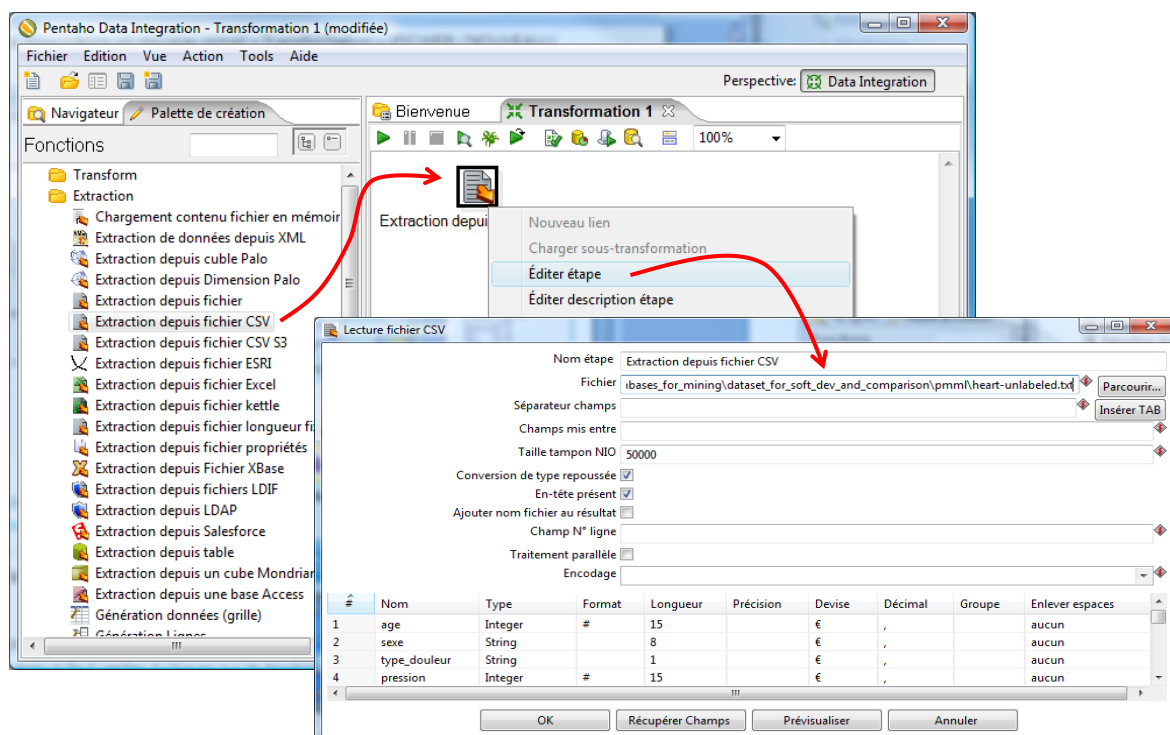 Pentaho Data Integration - Transformation 1 (modifiée)
Fichier Edition Vue Action Tools Aide
Perspective: Data Integration
Navigateur Palette de création
Bienvenue Transformation 1
Fonctions
100%
Transform
Extraction
Chargement contenu fichier en mémoir
Extraction de données depuis XML
Extraction depuis cuble Palo
Extraction depuis Dimension Palo
Extraction depuis fichier
Extraction depuis fichier CSV
Extraction depuis fichier CSV S3
Extraction depuis fichier ESRI
Extraction depuis fichier Excel
Extraction depuis fichier kettle
Extraction depuis fichier longueur fi
Extraction depuis fichier propriétés
Extraction depuis Fichier XBase
Extraction depuis fichiers LDIF
Extraction depuis LDAP
Extraction depuis Salesforce
Extraction depuis table
Extraction depuis un cube Mondrian
Extraction depuis une base Access
Génération données (grille)
Génération Lignes
Extraction depui
Nouveau lien
Charger sous-transformation
Éditer étape
Éditer description étape
Lecture fichier CSV
Nom étape Extraction depuis fichier CSV
Fichier bases_for_mining\dataset_for_soft_dev_and_comparison\pmml\heart-unlabeled.txt Parcourir...
Séparateur champs Insérer TAB
Champs mis entre
Taille tampon NIO 50000
Conversion de type repoussée
En-tête présent
Ajouter nom fichier au résultat
Champ N° ligne
Traitement parallèle
Encodage
# Nom Type Format Longueur Précision Devise Décimal Groupe Enlever espaces
1 age Integer # 15 € , aucun
2 sexe String 8 € , aucun
3 type_douleur String 1 € , aucun
4 pression Integer # 15 € , aucun
OK Récupérer Champs Prévisualiser Annuler